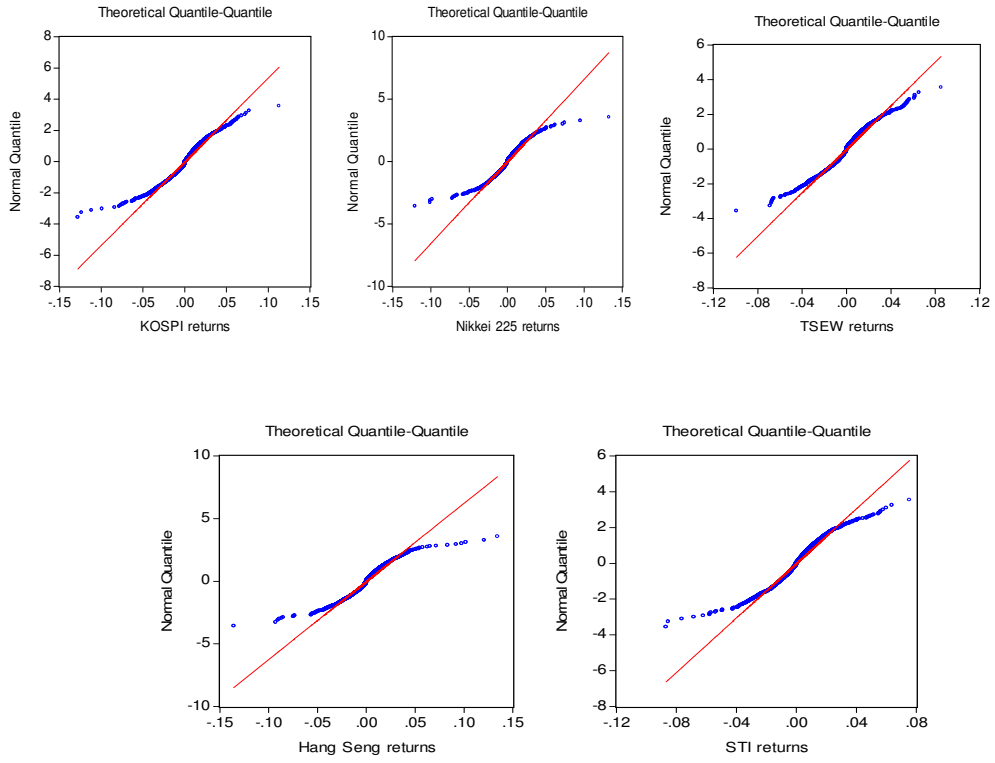 Theoretical Quantile-Quantile
8
6
4
2
0
-2
-4
-6
-8
Normal Quantile
-.15 -.10 -.05 .00 .05 .10 .15
KOSPI returns
Theoretical Quantile-Quantile
10
5
0
-5
-10
Normal Quantile
-.15 -.10 -.05 .00 .05 .10 .15
Nikkei 225 returns
Theoretical Quantile-Quantile
6
4
2
0
-2
-4
-6
-8
Normal Quantile
-.12 -.08 -.04 .00 .04 .08 .12
TSEW returns
Theoretical Quantile-Quantile
10
5
0
-5
-10
Normal Quantile
-.15 -.10 -.05 .00 .05 .10 .15
Hang Seng returns
Theoretical Quantile-Quantile
6
4
2
0
-2
-4
-6
-8
Normal Quantile
-.12 -.08 -.04 .00 .04 .08
STI returns